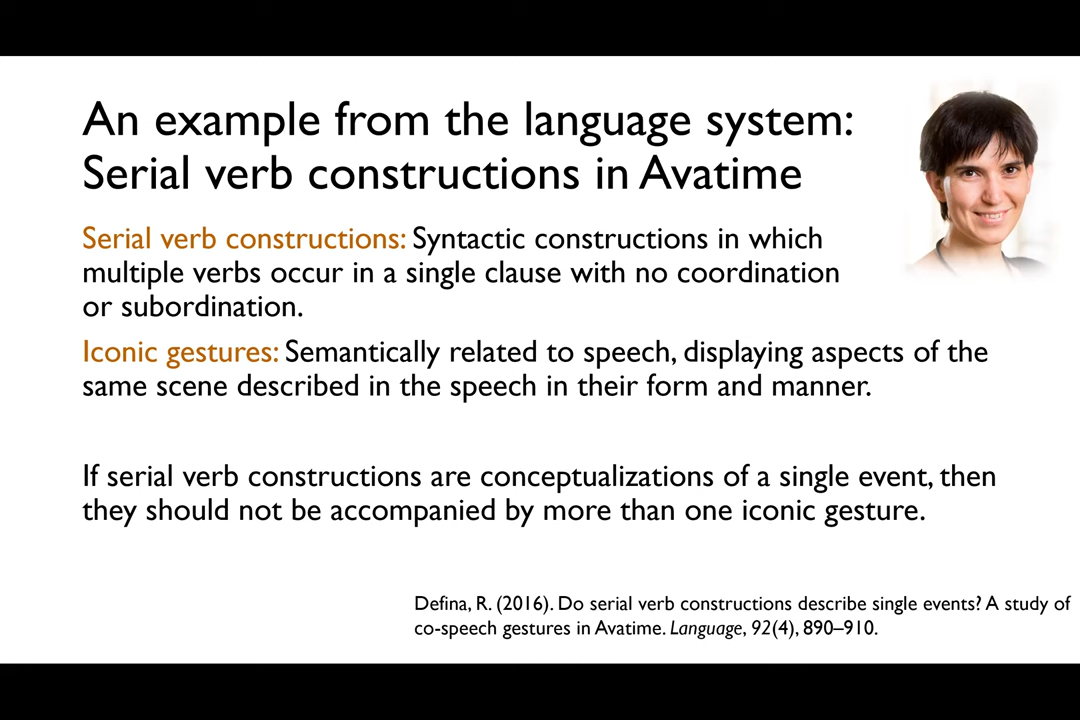 An example from the language system:
Serial verb constructions in Avatime
Serial verb constructions: Syntactic constructions in which
multiple verbs occur in a single clause with no coordination
or subordination.
Iconic gestures: Semantically related to speech, displaying aspects of the
same scene described in the speech in their form and manner.
If serial verb constructions are conceptualizations of a single event, then
they should not be accompanied by more than one iconic gesture.
Defina, R. (2016). Do serial verb constructions describe single events? A study of
co-speech gestures in Avatime. Language, 92(4), 890–910.